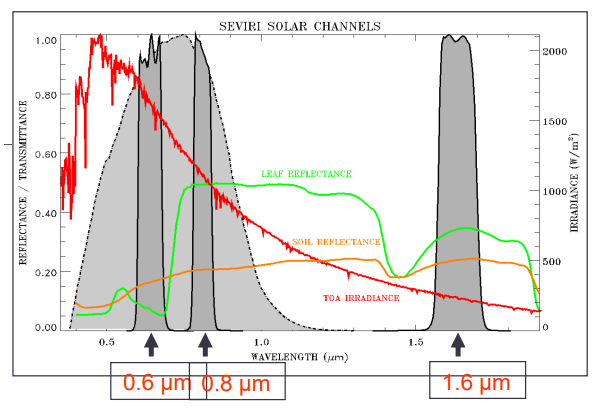 SEVIRI SOLAR CHANNELS
REFLECTANCE / TRANSMITTANCE
1.00
0.80
0.60
0.40
0.20
0.00
2000
1500
1000
500
0
IRRADIANCE (W/m²)
LEAF REFLECTANCE
SOIL REFLECTANCE
TOA IRRADIANCE
0.5
1.0
1.5
WAVELENGTH (μm)
0.6 µm
0.8 µm
1.6 µm